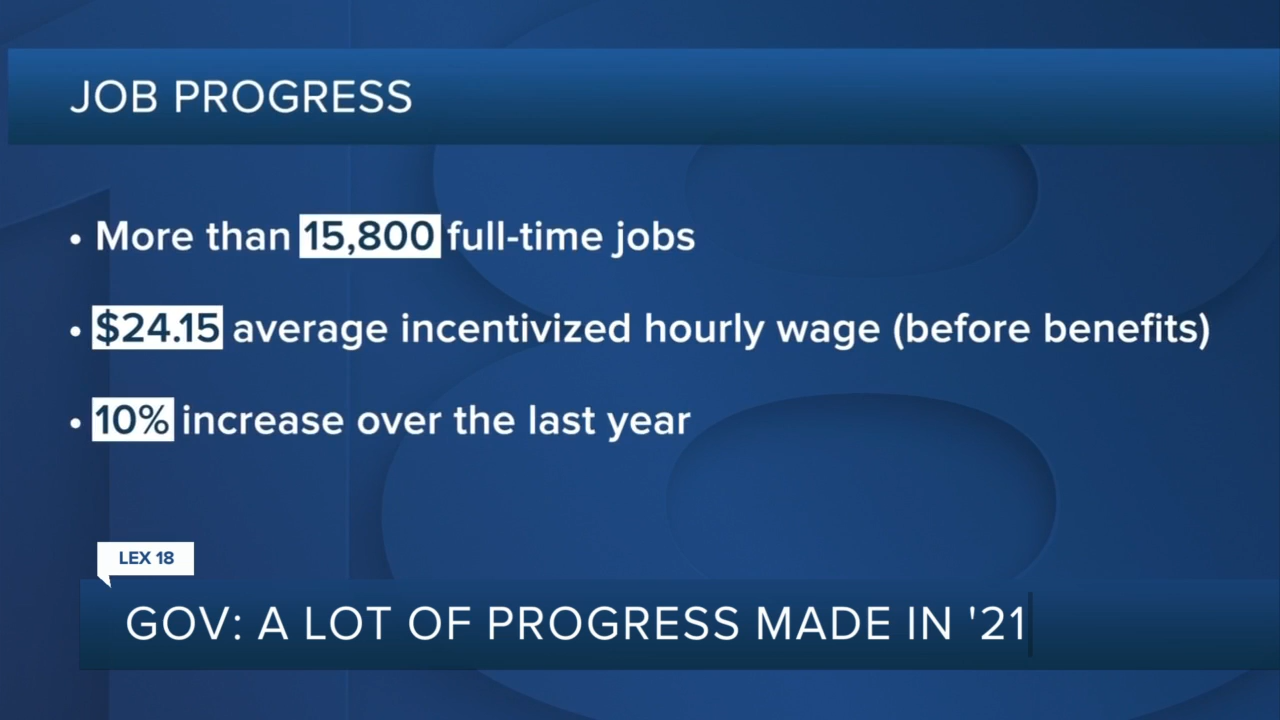 JOB PROGRESS
• More than 15,800 full-time jobs
• $24.15 average incentivized hourly wage (before benefits)
• 10% increase over the last year
LEX 18
GOV: A LOT OF PROGRESS MADE IN '21